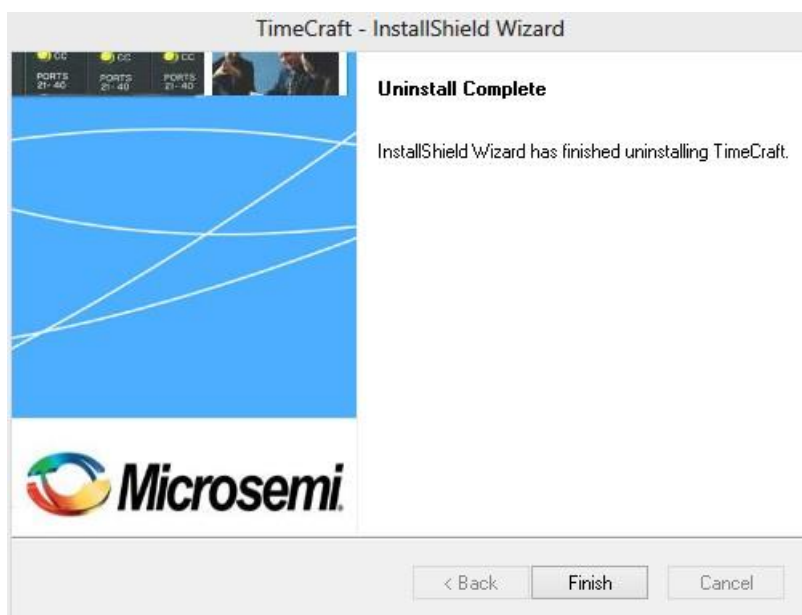 TimeCraft - InstallShield Wizard
CC CC CC
PORTS PORTS PORTS
21-40 21-40 21-40
Uninstall Complete
InstallShield Wizard has finished uninstalling TimeCraft.
Microsemi.
< Back Finish Cancel